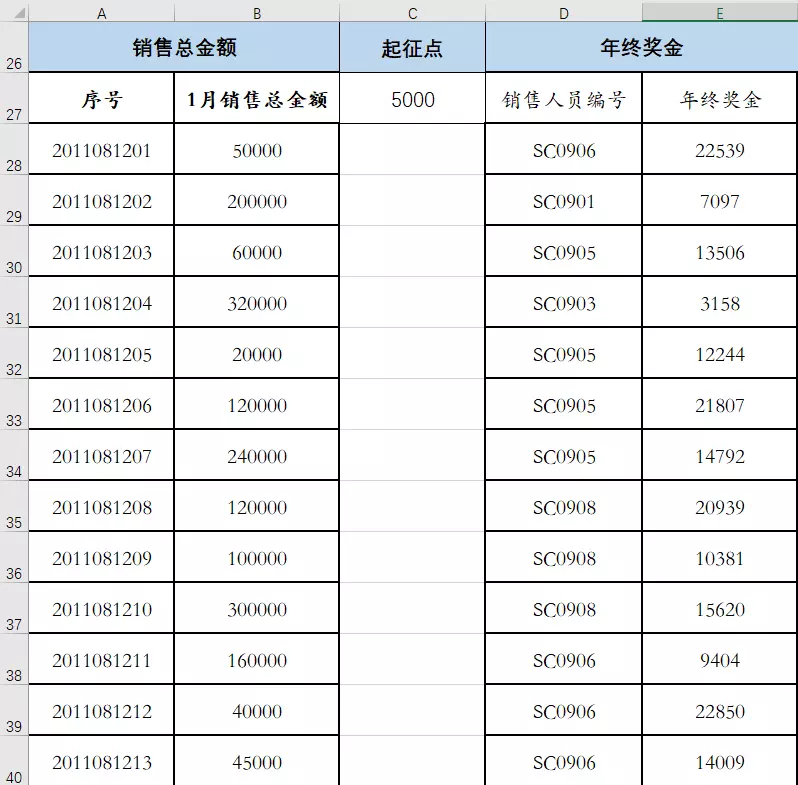 A B C D E
26 销售总金额 起征点 年终奖金
27 序号 1月销售总金额 5000 销售人员编号 年终奖金
28 2011081201 50000 SC0906 22539
29 2011081202 200000 SC0901 7097
30 2011081203 60000 SC0905 13506
31 2011081204 320000 SC0903 3158
32 2011081205 20000 SC0905 12244
33 2011081206 120000 SC0905 21807
34 2011081207 240000 SC0905 14792
35 2011081208 120000 SC0908 20939
36 2011081209 100000 SC0908 10381
37 2011081210 300000 SC0908 15620
38 2011081211 160000 SC0906 9404
39 2011081212 40000 SC0906 22850
40 2011081213 45000 SC0906 14009